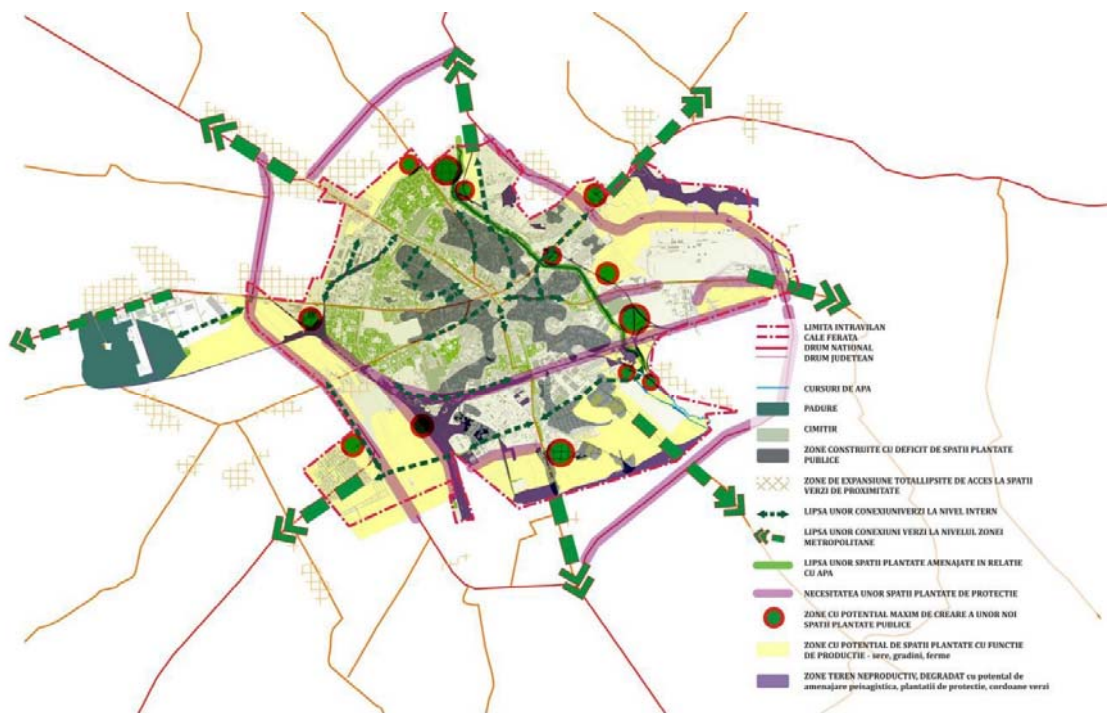 LIMITA INTRAVILAN
CALE FERATA
DRUM NATIONAL
DRUM JUDETEAN
CURSURI DE APA
PADURE
CIMITIR
ZONE CONSTRUITE CU DEFICIT DE SPATII PLANTATE
PUBLICE
ZONE DE EXPANSIUNE TOTALLIPSITE DE ACCES LA SPATII
VERZI DE PROXIMITATE
LIPSA UNOR CONEXIUNIVERZI LA NIVEL INTERN
LIPSA UNOR CONEXIUNI VERZI LA NIVELUL ZONEI
METROPOLITANE
LIPSA UNOR SPATII PLANTATE AMENAJATE IN RELATIE
CU APA
NECESITATEA UNOR SPATII PLANTATE DE PROTECTIE
ZONE CU POTENTIAL MAXIM DE CREARE A UNOR NOI
SPATII PLANTATE PUBLICE
ZONE CU POTENTIAL DE SPATII PLANTATE CU FUNCTIE
DE PRODUCTIE - sere, gradini, ferme
ZONE TEREN NEPRODUCTIV, DEGRADAT cu potental de
amenajare peisagistica, plantatii de protectie, cordoane verzi